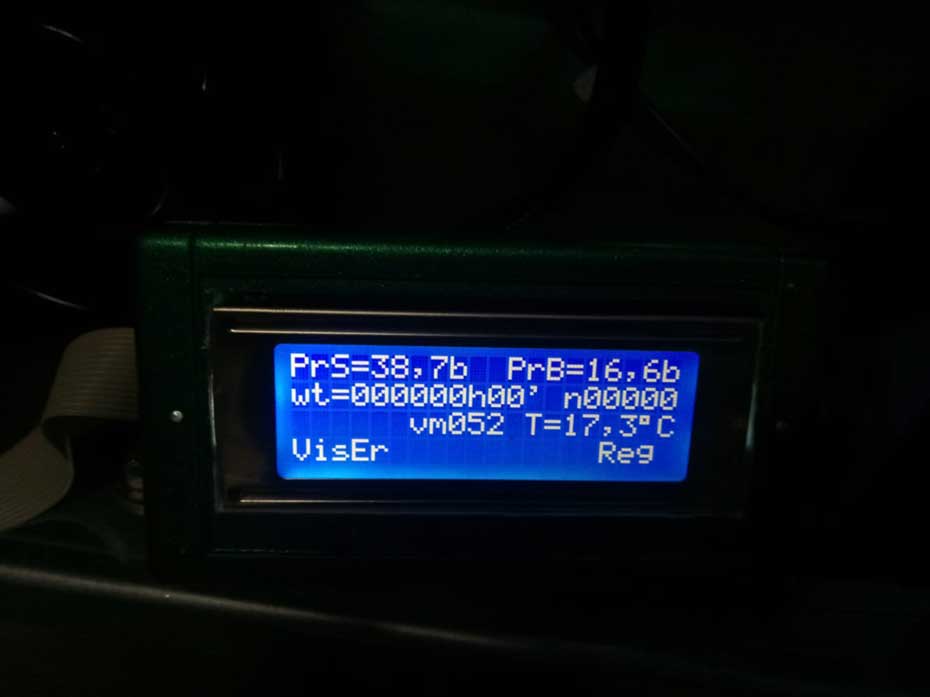 PrS=38,7b PrB=16,6b
wt=000000h00' n00000
vm052 T=17,3°C
VisEr Reg